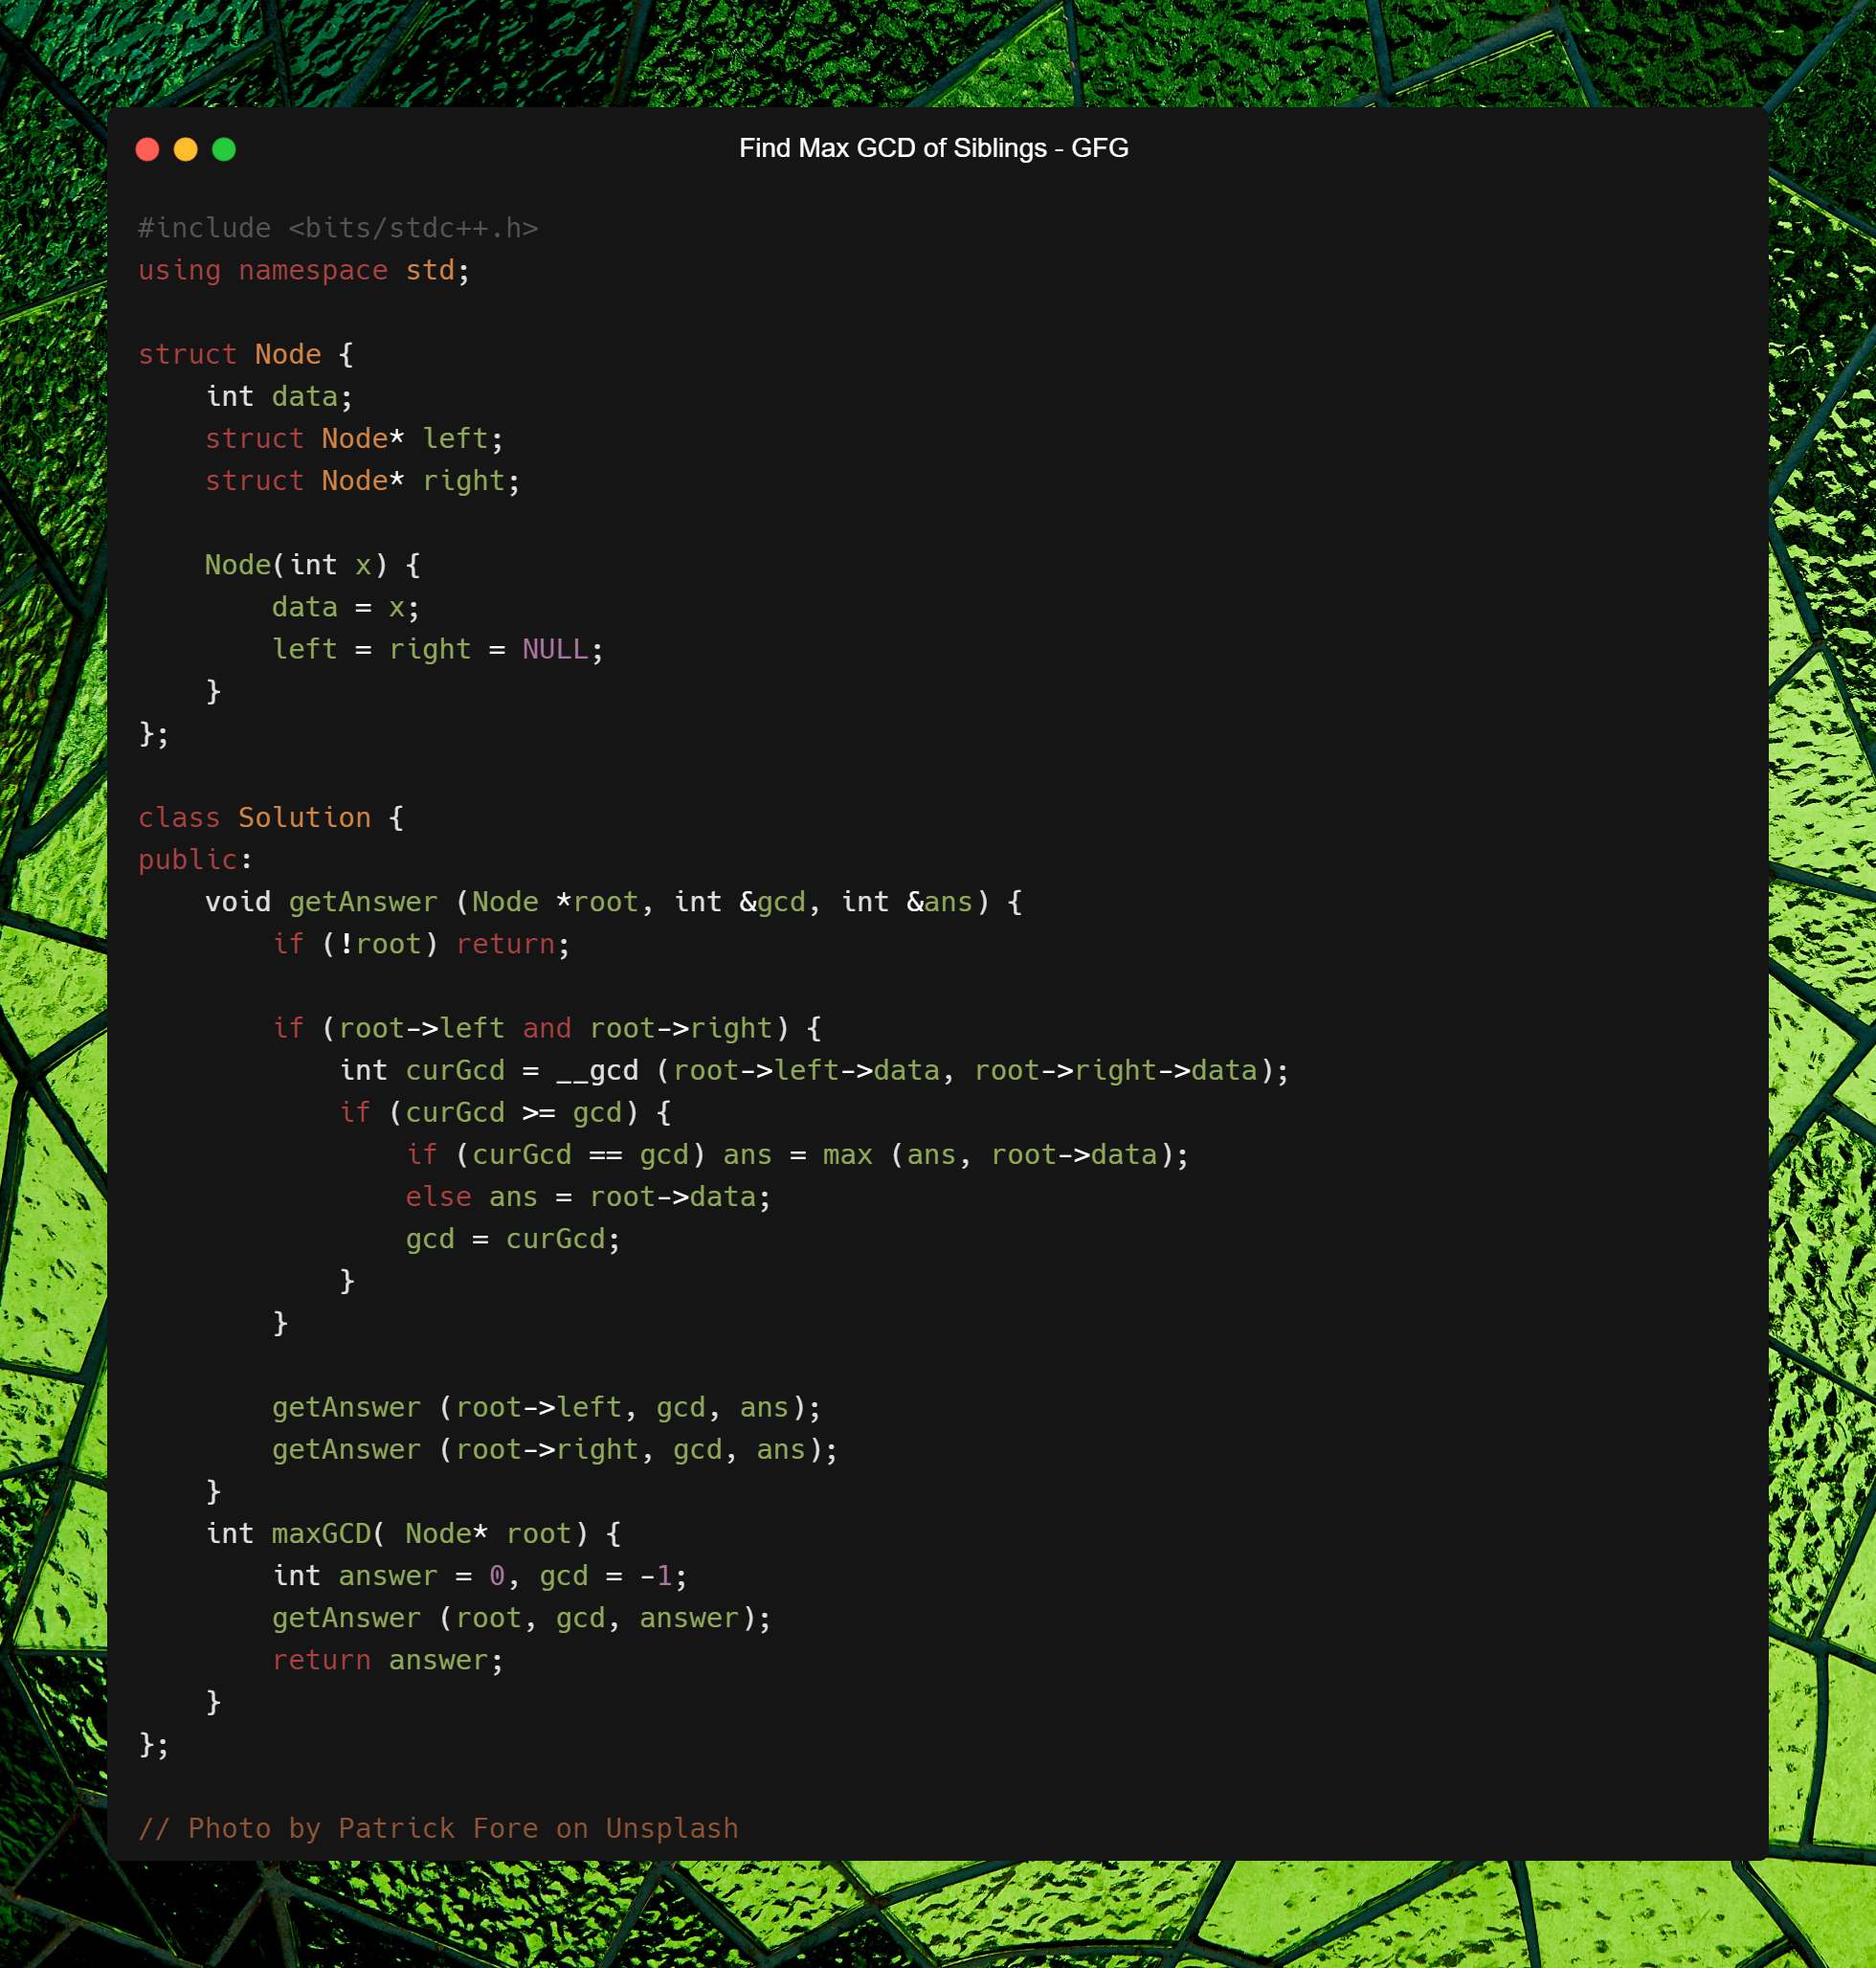 Find Max GCD of Siblings - GFG
#include <bits/stdc++.h>
using namespace std;
struct Node {
    int data;
    struct Node* left;
    struct Node* right;
    Node(int x) {
        data = x;
        left = right = NULL;
    }
};
class Solution {
public:
    void getAnswer (Node *root, int &gcd, int &ans) {
        if (!root) return;
        if (root->left and root->right) {
            int curGcd = __gcd (root->left->data, root->right->data);
            if (curGcd >= gcd) {
                if (curGcd == gcd) ans = max (ans, root->data);
                else ans = root->data;
                gcd = curGcd;
            }
        }
        getAnswer (root->left, gcd, ans);
        getAnswer (root->right, gcd, ans);
    }
    int maxGCD( Node* root) {
        int answer = 0, gcd = -1;
        getAnswer (root, gcd, answer);
        return answer;
    }
};
// Photo by Patrick Fore on Unsplash